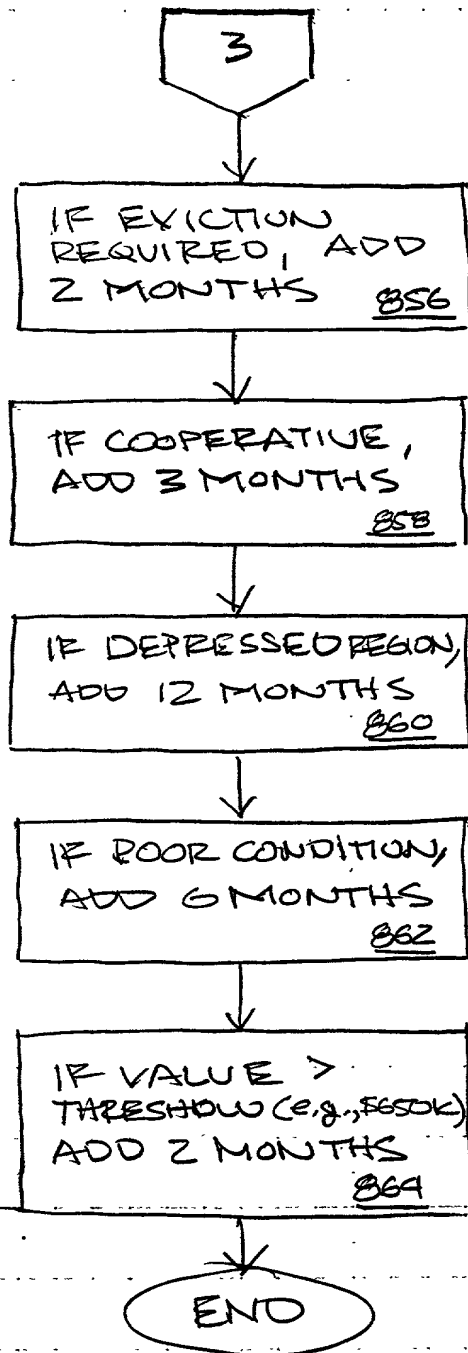 3
IF EVICTION
REQUIRED, ADD
2 MONTHS
856
IF COOPERATIVE,
ADD 3 MONTHS
858
IF DEPRESSED REGION,
ADD 12 MONTHS
860
IF POOR CONDITION,
ADD 6 MONTHS
862
IF VALUE >
THRESHOLD (e.g., $650K)
ADD 2 MONTHS
864
END